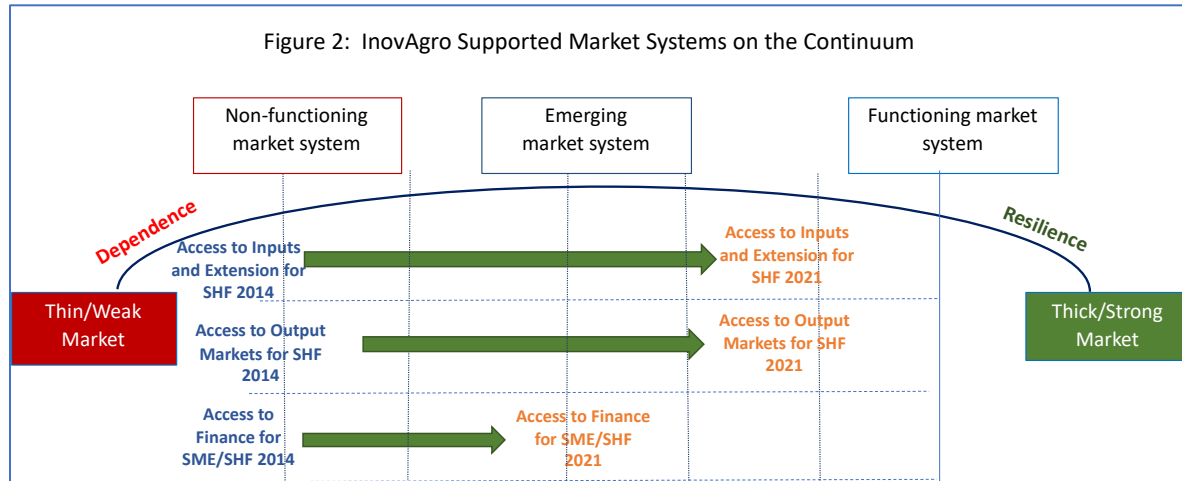 Figure 2: InovAgro Supported Market Systems on the Continuum
Non-functioning
market system
Emerging
market system
Functioning market
system
Dependence
Resilience
Access to Inputs
and Extension for
SHF 2014
Access to Inputs
and Extension for
SHF 2021
Thin/Weak
Market
Thick/Strong
Market
Access to Output
Markets for SHF
2014
Access to Output
Markets for SHF
2021
Access to
Finance for
SME/SHF 2014
Access to Finance
for SME/SHF
2021